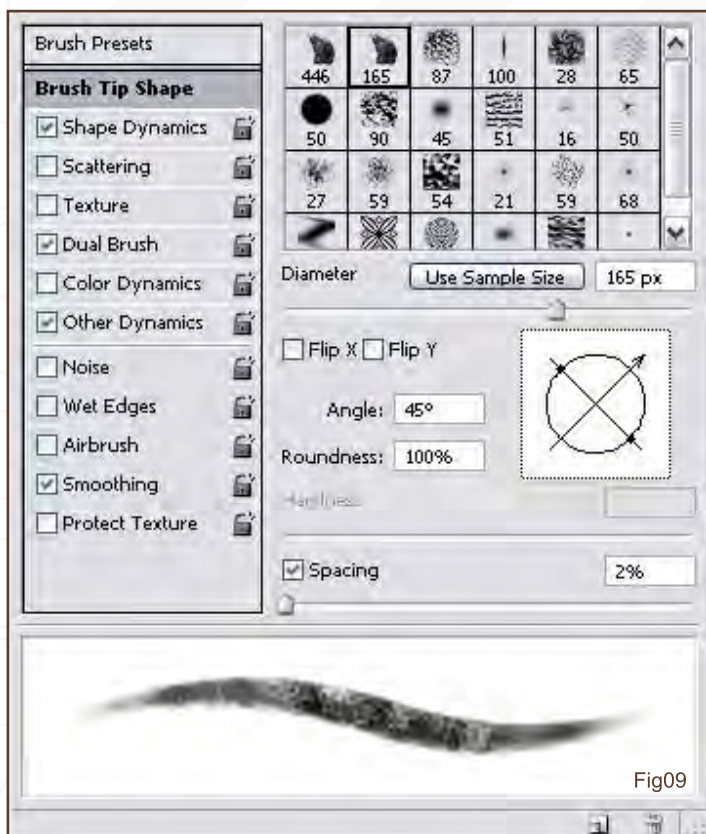 Brush Presets
Brush Tip Shape
Shape Dynamics
Scattering
Texture
Dual Brush
Color Dynamics
Other Dynamics
Noise
Wet Edges
Airbrush
Smoothing
Protect Texture
446 165 87 100 28 65
50 90 45 51 16 50
27 59 54 21 59 68
Diameter Use Sample Size 165 px
Flip X Flip Y
Angle: 45º
Roundness: 100%
Hardness
Spacing 2%
Fig09